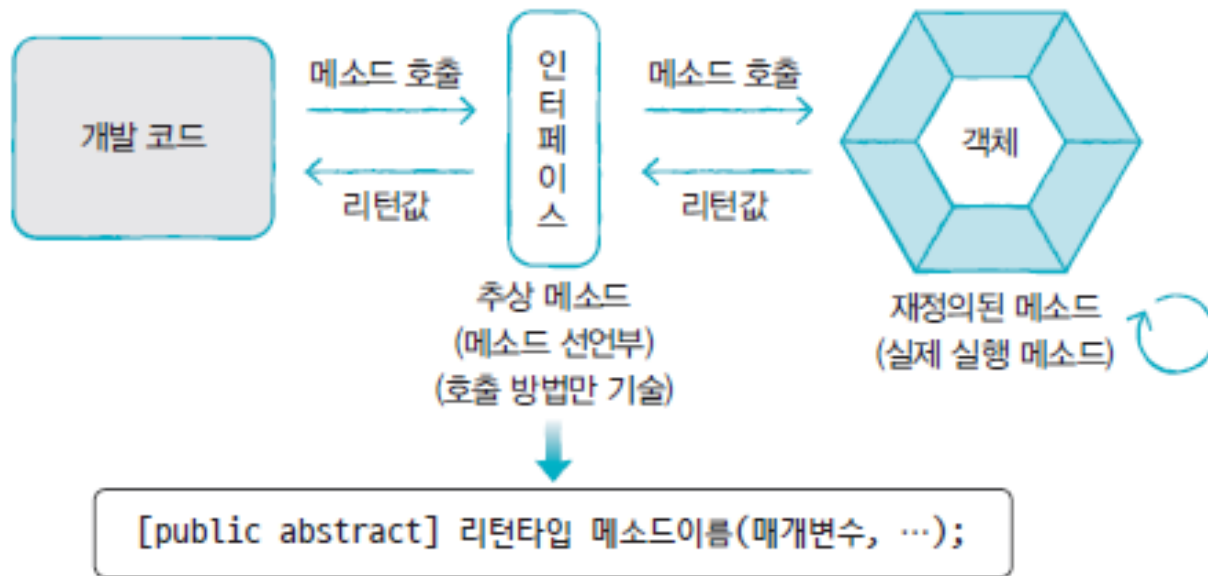 개발 코드
메소드 호출
리턴값
인터페이스
메소드 호출
리턴값
객체
추상 메소드
(메소드 선언부)
(호출 방법만 기술)
재정의된 메소드
(실제 실행 메소드)
[public abstract] 리턴타입 메소드이름(매개변수, …);